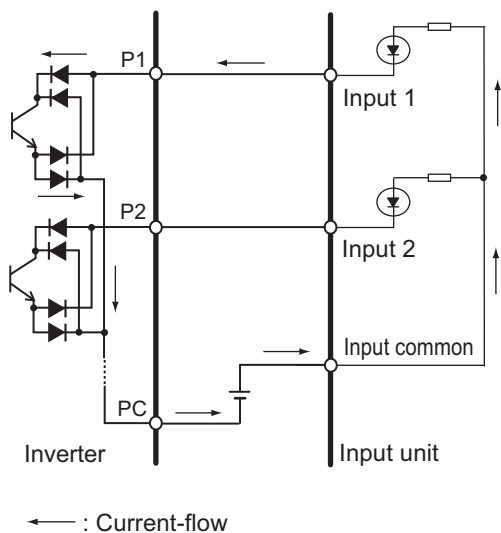 P1
Input 1
P2
Input 2
Input common
PC
Inverter
Input unit
: Current-flow